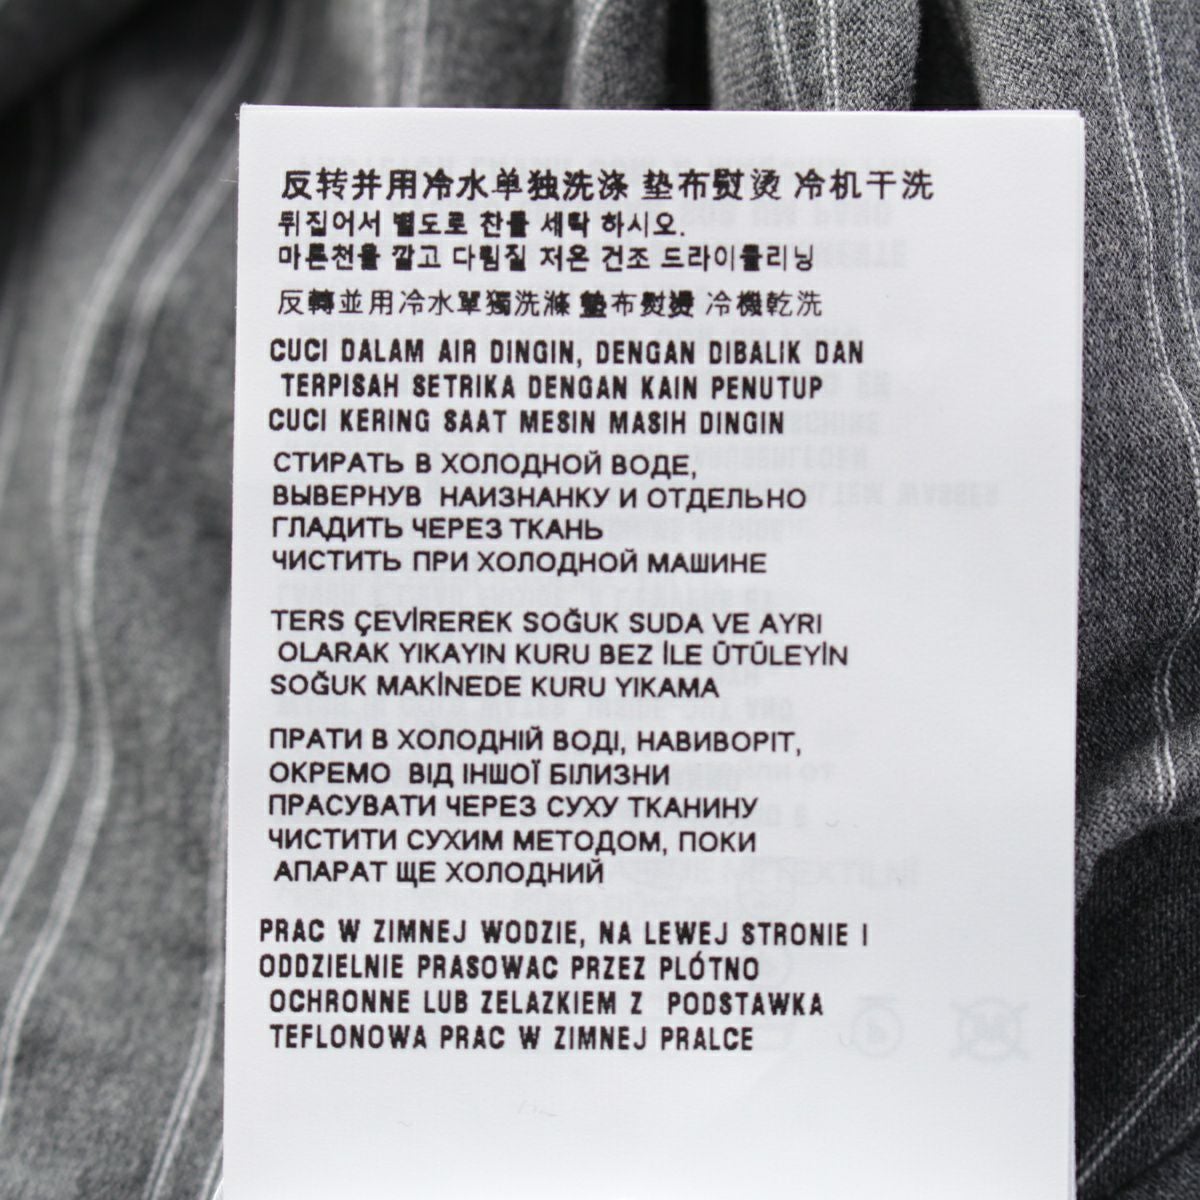 反转并用冷水单独洗涤 垫布熨烫 冷机干洗
뒤집어서 별도로 찬물 세탁 하시오.
마른천을 깔고 다림질 저온 건조 드라이클리닝
反轉並用冷水單獨洗滌 墊布熨燙 冷機乾洗
CUCI DALAM AIR DINGIN, DENGAN DIBALIK DAN
TERPISAH SETRIKA DENGAN KAIN PENUTUP
CUCI KERING SAAT MESIN MASIH DINGIN
СТИРАТЬ В ХОЛОДНОЙ ВОДЕ,
ВЫВЕРНУВ НАИЗНАНКУ И ОТДЕЛЬНО
ГЛАДИТЬ ЧЕРЕЗ ТКАНЬ
ЧИСТИТЬ ПРИ ХОЛОДНОЙ МАШИНЕ
TERS ÇEVİREREK SOĞUK SUDA VE AYRI
OLARAK YIKAYIN KURU BEZ İLE ÜTÜLEYİN
SOĞUK MAKİNEDE KURU YIKAMA
ПРАТИ В ХОЛОДНІЙ ВОДІ, НАВИВОРІТ,
ОКРЕМО ВІД ІНШОЇ БІЛИЗНИ
ПРАСУВАТИ ЧЕРЕЗ СУХУ ТКАНИНУ
ЧИСТИТИ СУХИМ МЕТОДОМ, ПОКИ
АПАРАТ ЩЕ ХОЛОДНИЙ
PRAC W ZIMNEJ WODZIE, NA LEWEJ STRONIE I
ODDZIELNIE PRASOWAC PRZEZ PLÓTNO
OCHRONNE LUB ZELAZKIEM Z PODSTAWKA
TEFLONOWA PRAC W ZIMNEJ PRALCE